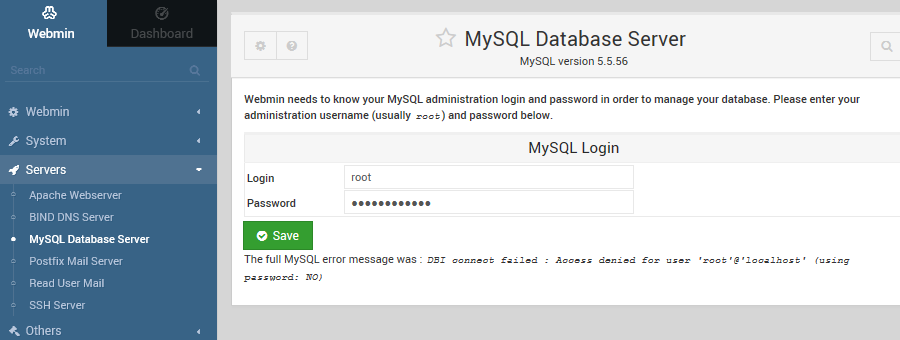 Webmin
Dashboard
Search
Webmin
System
Servers
Apache Webserver
BIND DNS Server
MySQL Database Server
Postfix Mail Server
Read User Mail
SSH Server
Others
MySQL Database Server
MySQL version 5.5.56
Webmin needs to know your MySQL administration login and password in order to manage your database. Please enter your
administration username (usually root) and password below.
MySQL Login
Login
root
Password
••••••••••••
Save
The full MySQL error message was : DBI connect failed : Access denied for user 'root'@'localhost' (using
password: NO)